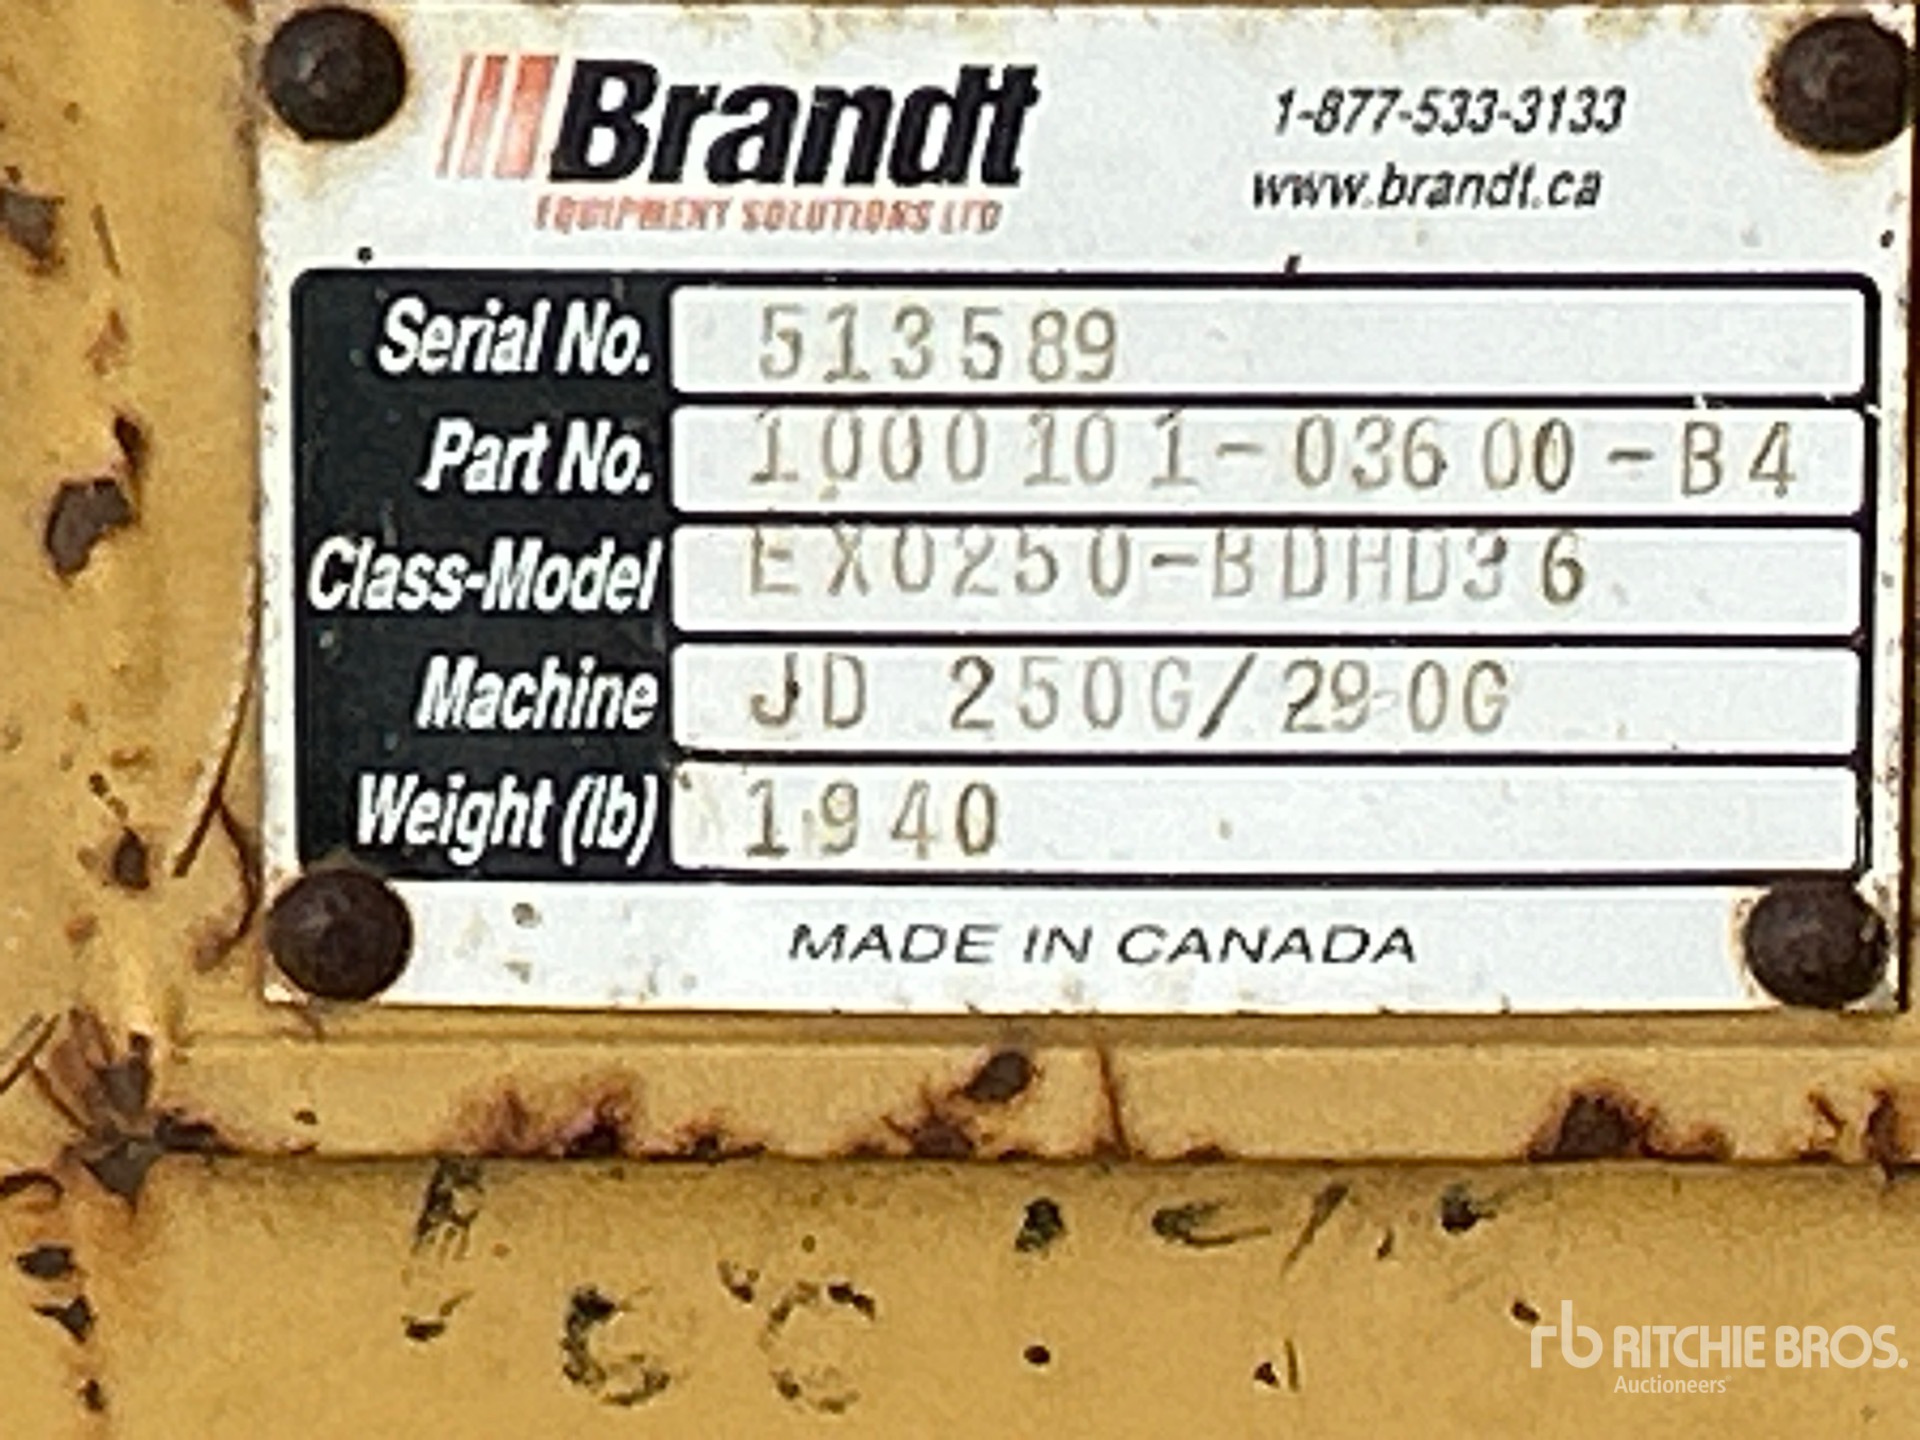 Brandt
EQUIPMENT SOLUTIONS LTD
1-877-533-3133
www.brandt.ca
Serial No. 513589
Part No. 1000101-03600-B4
Class-Model EX0250-BDHD36
Machine JD 250G/290G
Weight (lb) 1940
MADE IN CANADA
rb RITCHIE BROS.
Auctioneers